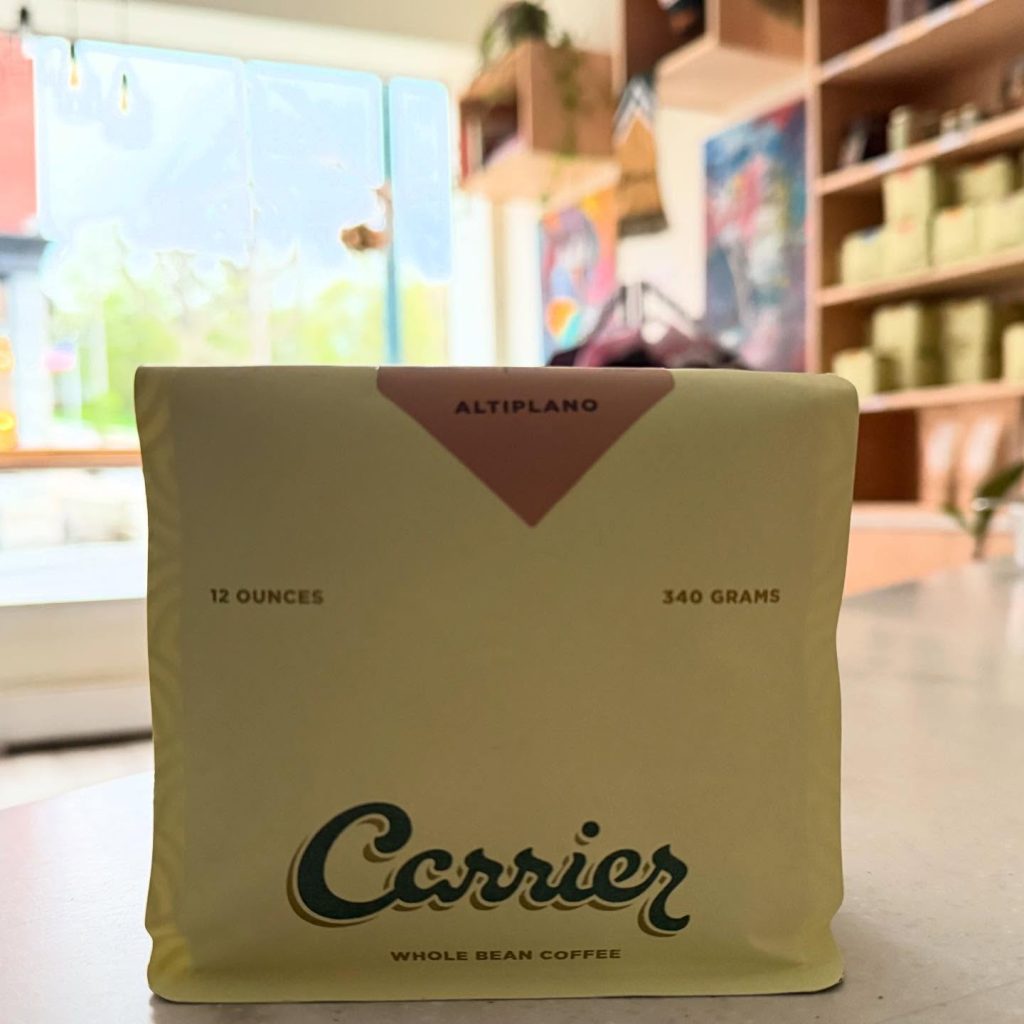 ALTIPLANO
12 OUNCES
340 GRAMS
Carrier
WHOLE BEAN COFFEE